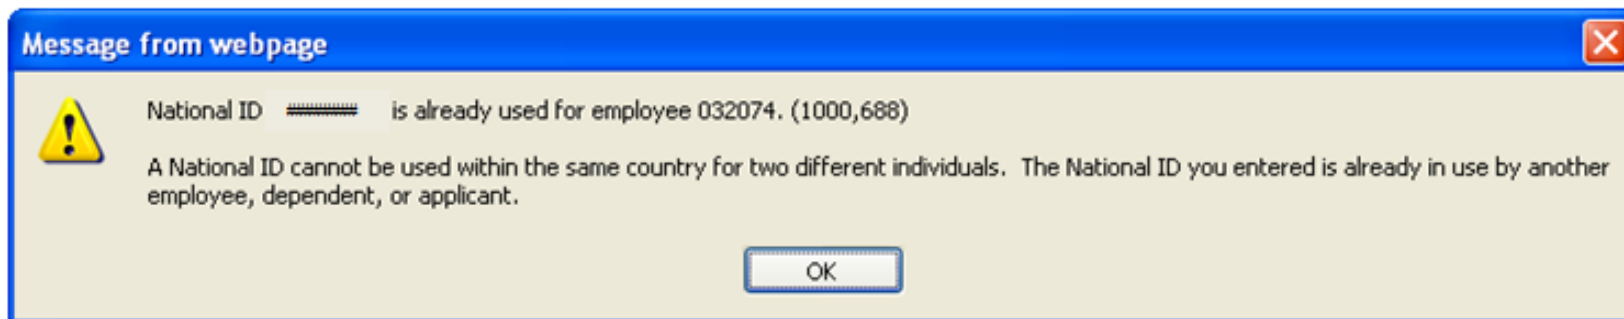 Message from webpage
National ID is already used for employee 032074. (1000,688)
A National ID cannot be used within the same country for two different individuals.  The National ID you entered is already in use by another
employee, dependent, or applicant.
OK